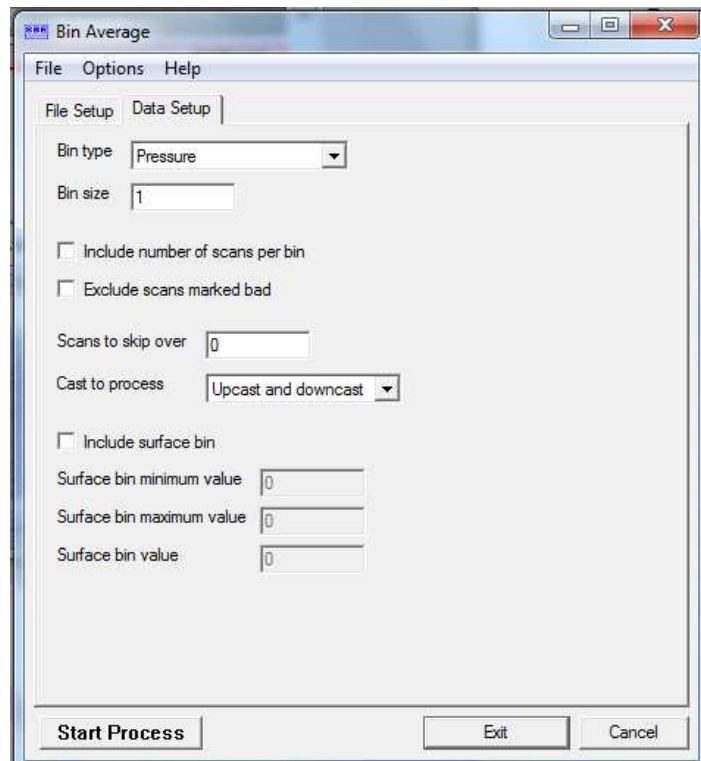 Bin Average
File Options Help
File Setup Data Setup
Bin type Pressure
Bin size 1
Include number of scans per bin
Exclude scans marked bad
Scans to skip over 0
Cast to process Upcast and downcast
Include surface bin
Surface bin minimum value 0
Surface bin maximum value 0
Surface bin value 0
Start Process Exit Cancel